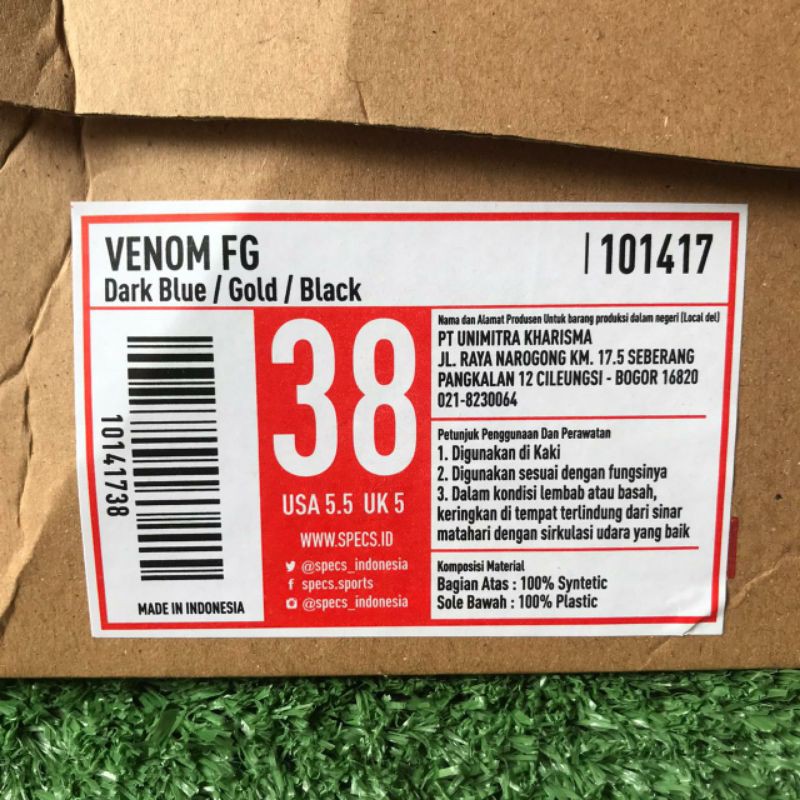 VENOM FG
Dark Blue / Gold / Black
| 101417
10141738
MADE IN INDONESIA
38
USA 5.5 UK 5
WWW.SPECS.ID
@specs_indonesia
f specs.sports
@specs_indonesia
Nama dan Alamat Produsen Untuk barang produksi dalam negeri (Local del)
PT UNIMITRA KHARISMA
JL. RAYA NAROGONG KM. 17.5 SEBERANG
PANGKALAN 12 CILEUNGSI - BOGOR 16820
021-8230064
Petunjuk Penggunaan Dan Perawatan
1. Digunakan di Kaki
2. Digunakan sesuai dengan fungsinya
3. Dalam kondisi lembab atau basah,
keringkan di tempat terlindung dari sinar
matahari dengan sirkulasi udara yang baik
Komposisi Material
Bagian Atas : 100% Syntetic
Sole Bawah : 100% Plastic